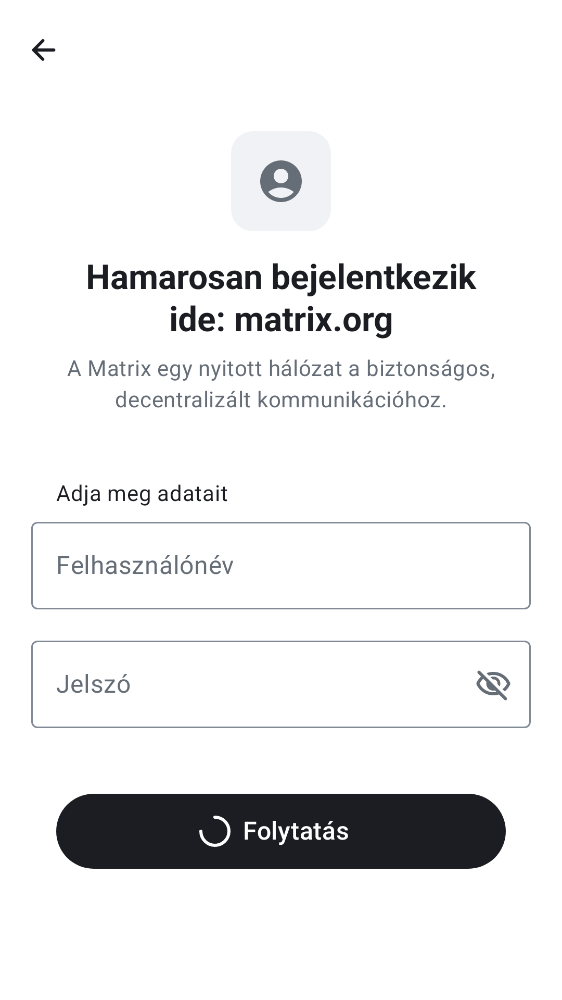 Hamarosan bejelentkezik
ide: matrix.org
A Matrix egy nyitott hálózat a biztonságos,
decentralizált kommunikációhoz.
Adja meg adatait
Felhasználónév
Jelszó
Folytatás